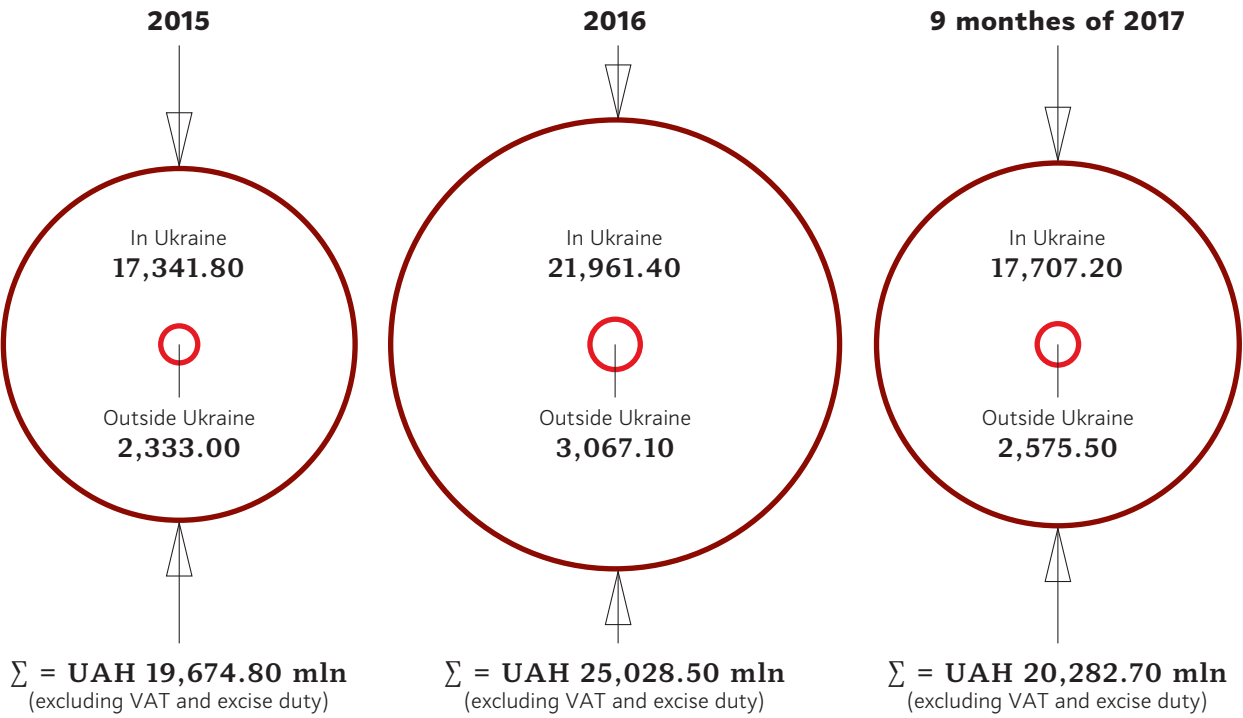 2015
In Ukraine
17,341.80
Outside Ukraine
2,333.00
∑ = UAH 19,674.80 mln
(excluding VAT and excise duty)
2016
In Ukraine
21,961.40
Outside Ukraine
3,067.10
∑ = UAH 25,028.50 mln
(excluding VAT and excise duty)
9 monthes of 2017
In Ukraine
17,707.20
Outside Ukraine
2,575.50
∑ = UAH 20,282.70 mln
(excluding VAT and excise duty)